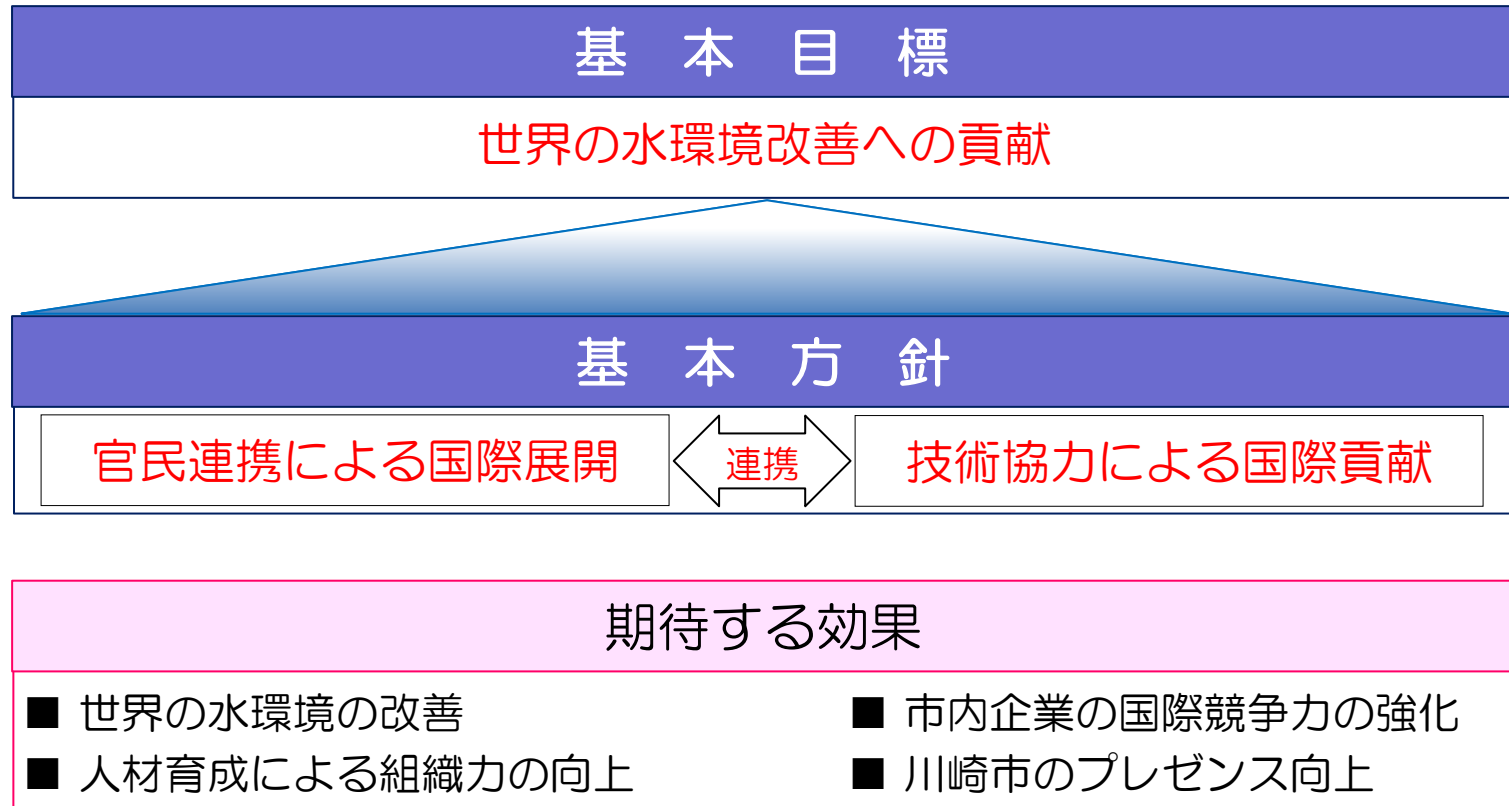 基本目標
世界の水環境改善への貢献
基本方針
官民連携による国際展開
連携
技術協力による国際貢献
期待する効果
■ 世界の水環境の改善
■ 市内企業の国際競争力の強化
■ 人材育成による組織力の向上
■ 川崎市のプレゼンス向上